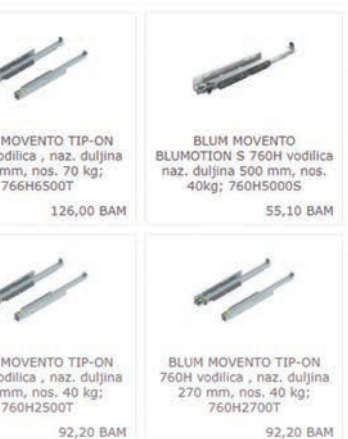 MOVENTO TIP-ON
vodilica , naz. duljina
mm, nos. 70 kg;
766H6500T
126,00 BAM
BLUM MOVENTO
BLUMOTION S 760H vodilica
naz. duljina 500 mm, nos.
40kg; 760H5000S
55,10 BAM
MOVENTO TIP-ON
vodilica , naz. duljina
mm, nos. 40 kg;
760H2500T
92,20 BAM
BLUM MOVENTO TIP-ON
760H vodilica , naz. duljina
270 mm, nos. 40 kg;
760H2700T
92,20 BAM